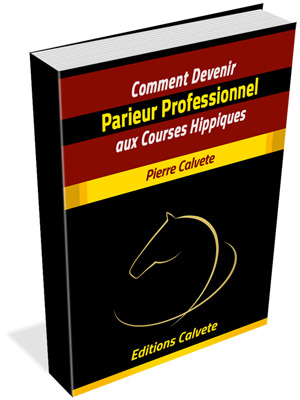 Comment Devenir
Parieur Professionnel
aux Courses Hippiques
Pierre Calvete
Editions Calvete